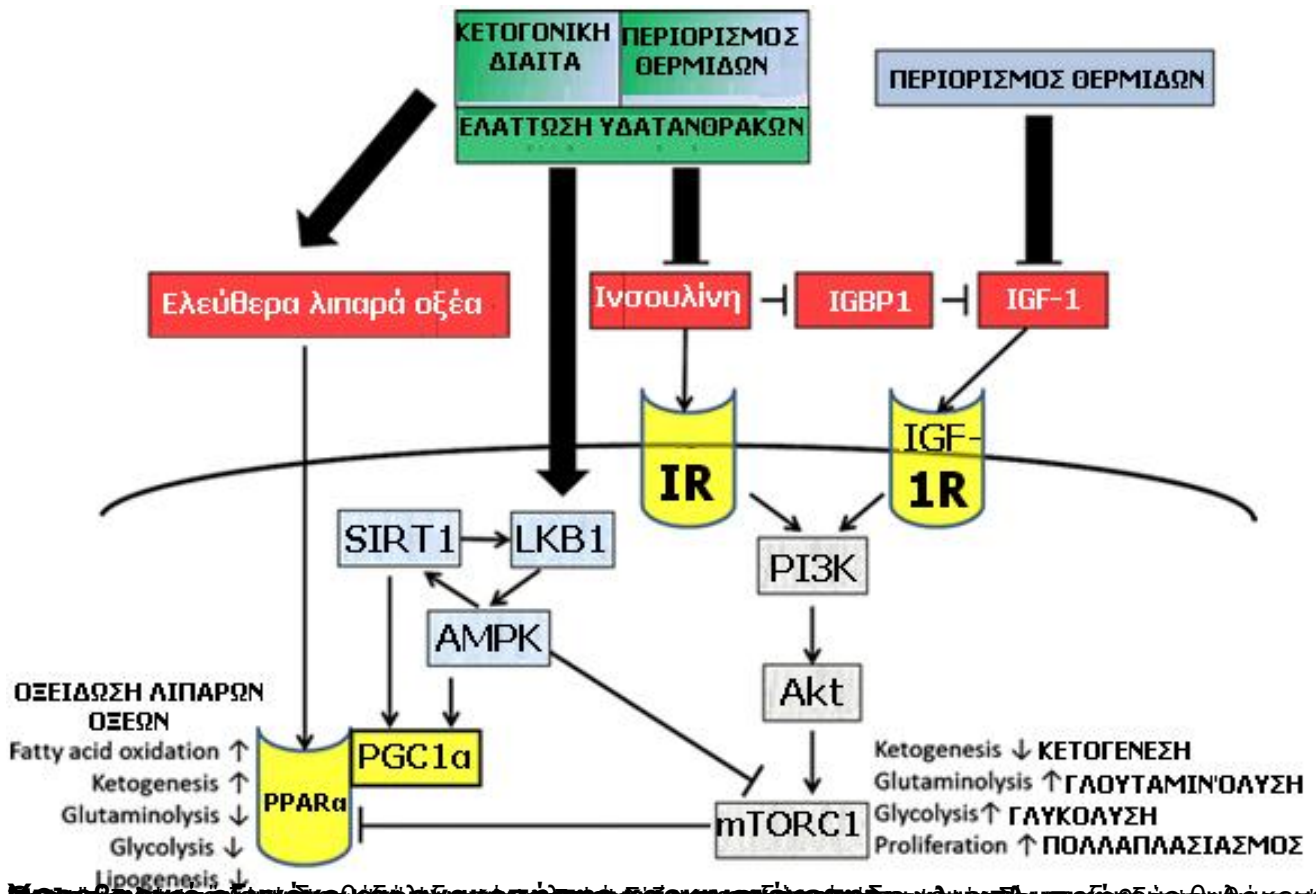 ΚΕΤΟΓΟΝΙΚΗ
ΔΙΑΙΤΑ
ΠΕΡΙΟΡΙΣΜΟΣ
ΘΕΡΜΙΔΩΝ
ΕΛΑΤΤΩΣΗ ΥΔΑΤΑΝΘΡΑΚΩΝ
ΠΕΡΙΟΡΙΣΜΟΣ ΘΕΡΜΙΔΩΝ
Ελεύθερα λιπαρά οξέα
Ινσουλίνη
IGBP1
IGF-1
IR
IGF-
1R
SIRT1
LKB1
PI3K
AMPK
Akt
ΟΞΕΙΔΩΣΗ ΛΙΠΑΡΩΝ
ΟΞΕΩΝ
Fatty acid oxidation ↑
Ketogenesis ↑
Glutaminolysis ↓
Glycolysis ↓
Lipogenesis ↓
PPARα
PGC1α
mTORC1
Ketogenesis ↓ ΚΕΤΟΓΕΝΕΣΗ
Glutaminolysis ↑ ΓΛΟΥΤΑΜΙΝΌΛΥΣΗ
Glycolysis ↑ ΓΛΥΚΟΛΥΣΗ
Proliferation ↑ ΠΟΛΛΑΠΛΑΣΙΑΣΜΟΣ